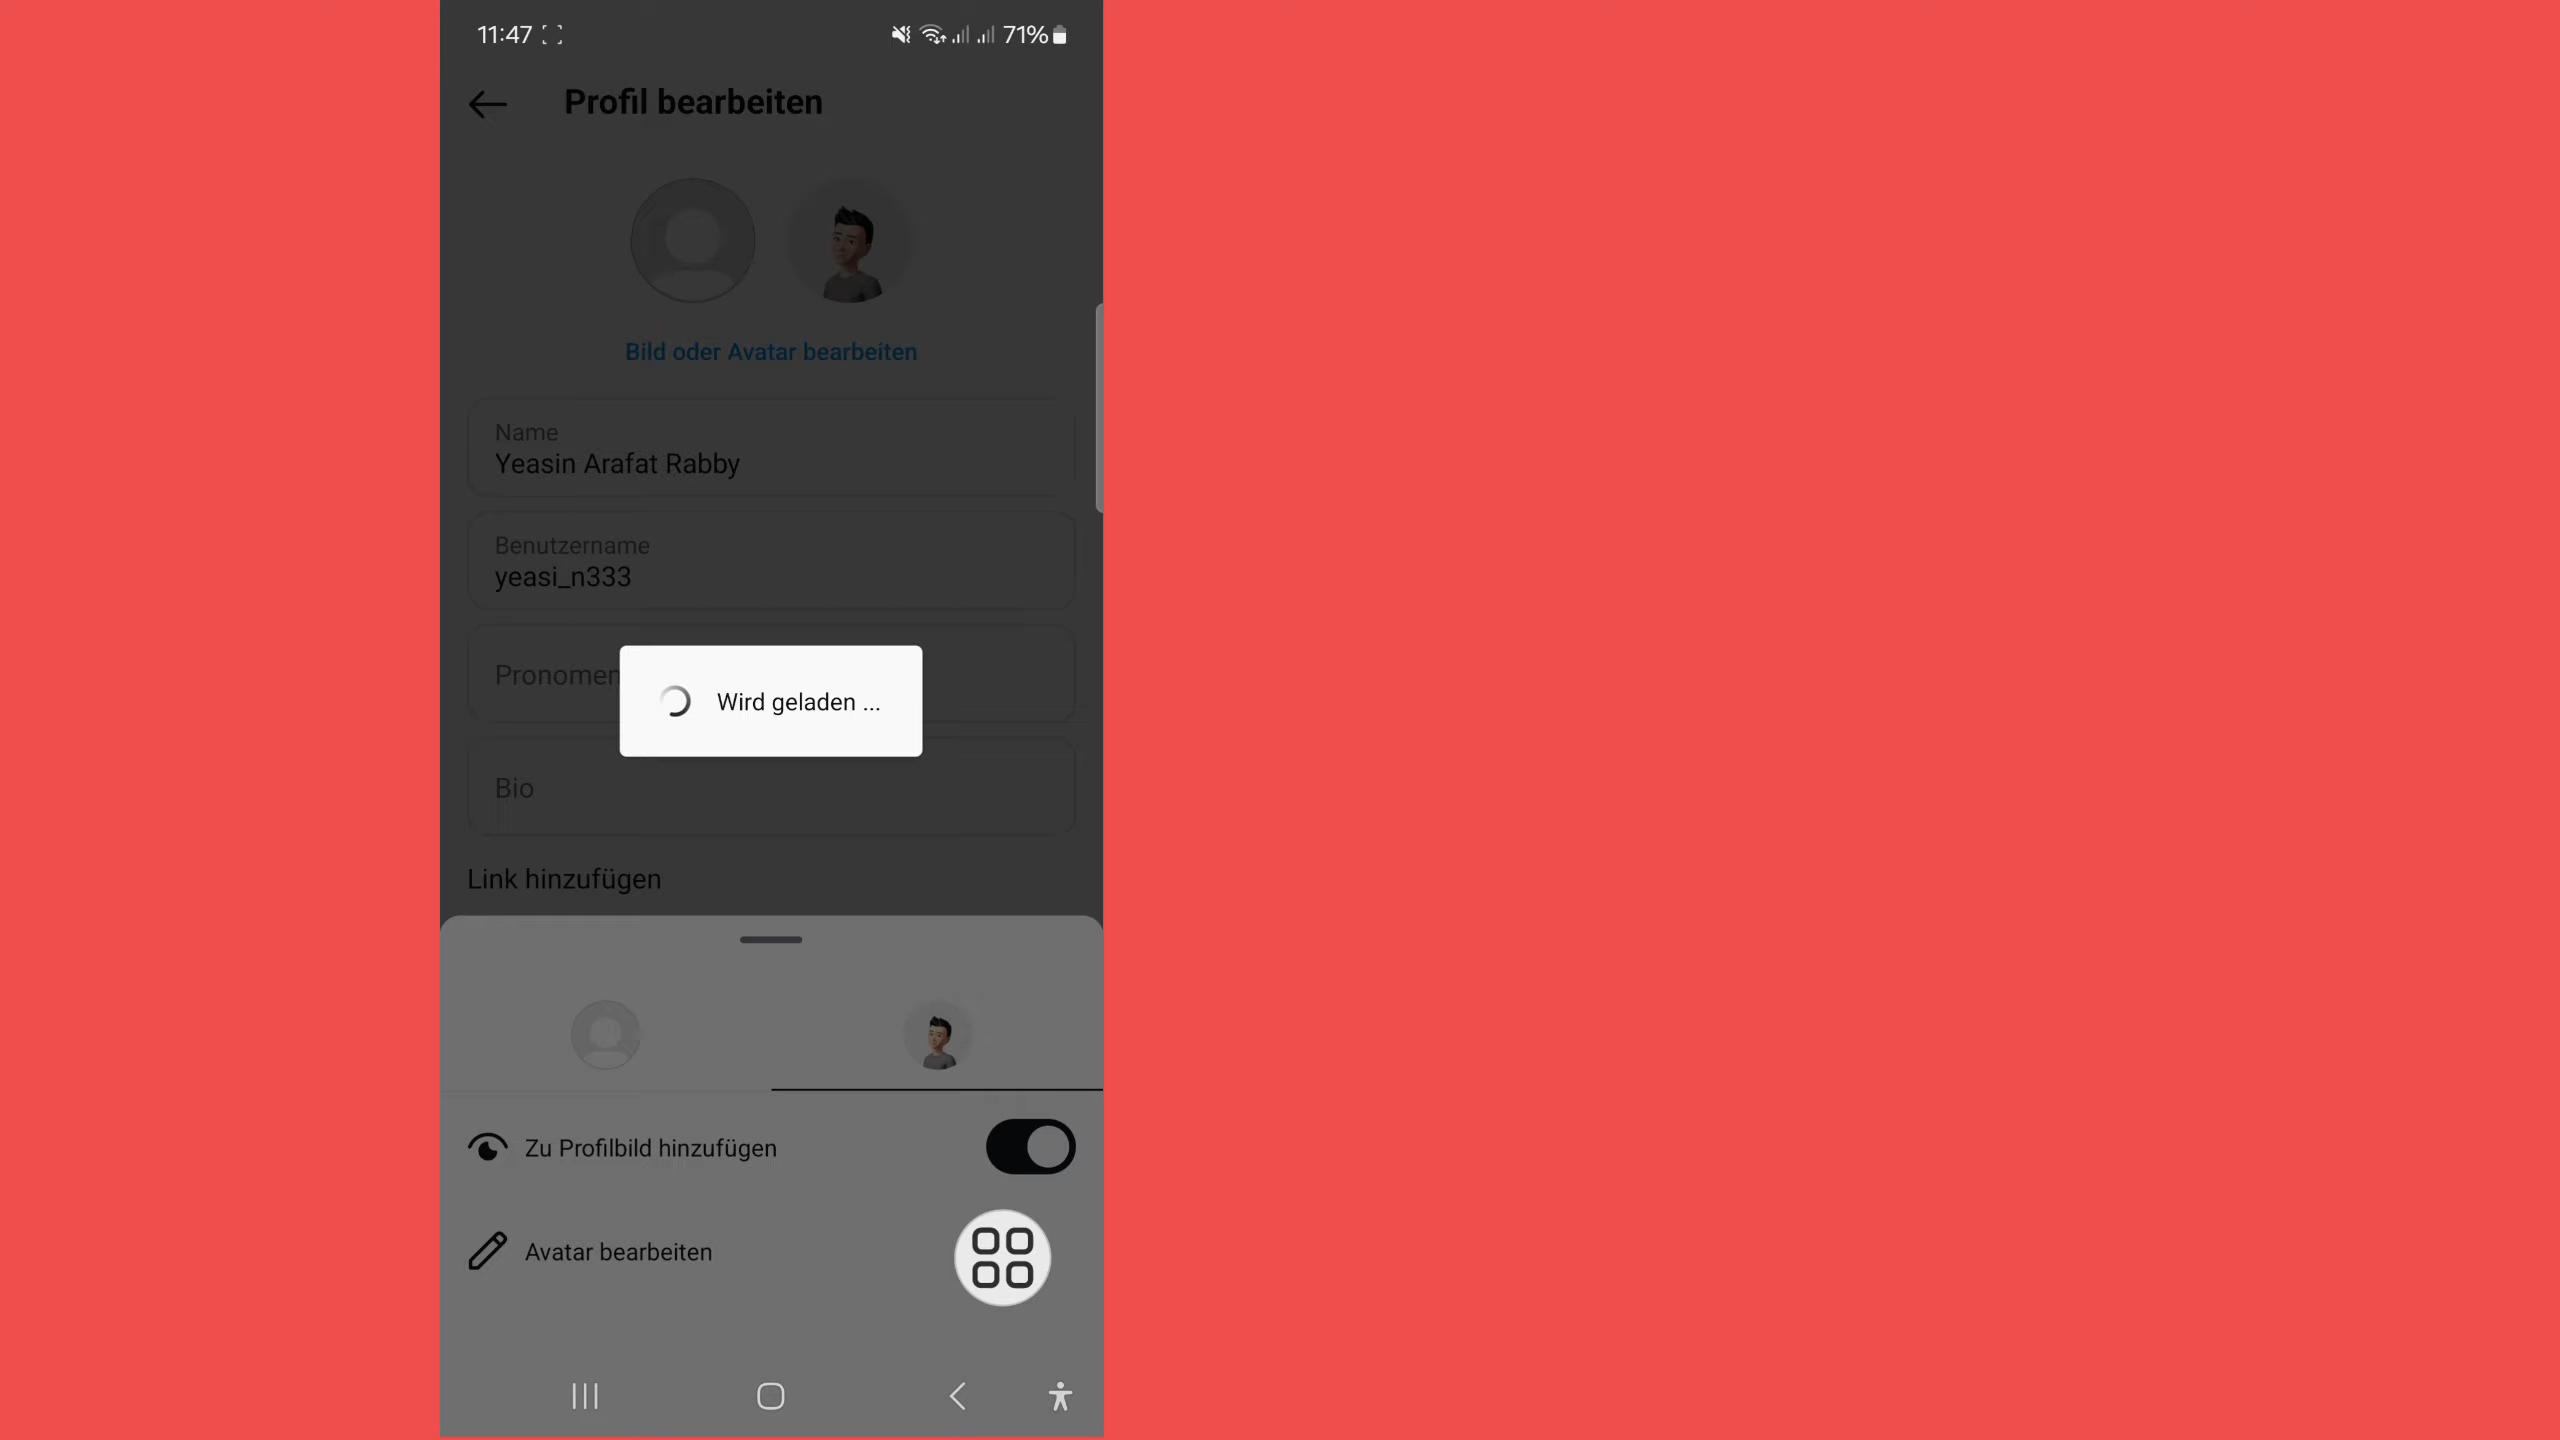 11:47
71%
Profil bearbeiten
Bild oder Avatar bearbeiten
Name
Yeasin Arafat Rabby
Benutzername
yeasi_n333
Pronomen
Wird geladen ...
Bio
Link hinzufügen
Zu Profilbild hinzufügen
Avatar bearbeiten